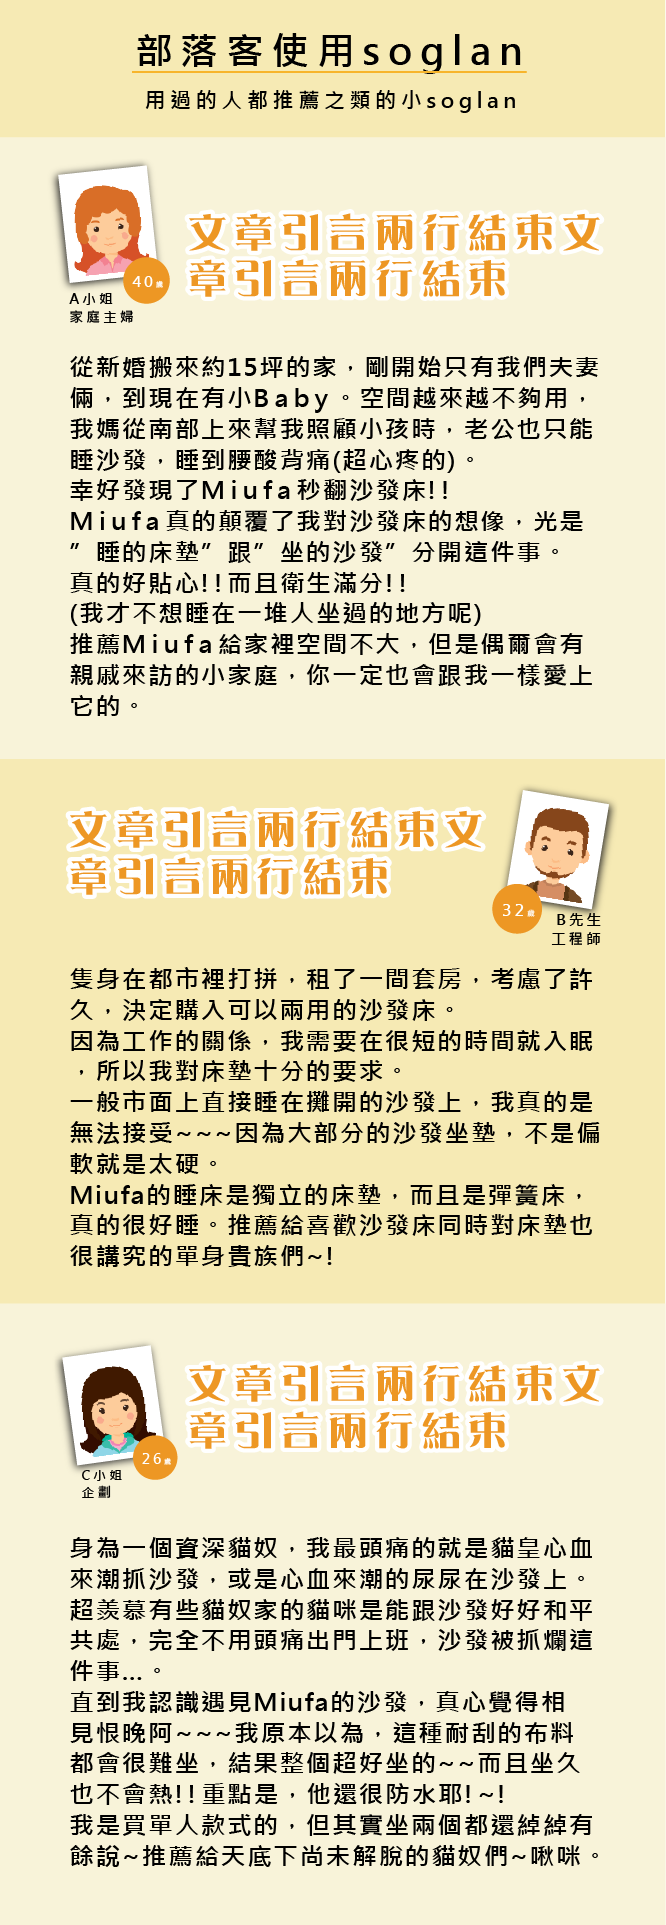 部落客使用soglan
用過的人都推薦之類的小soglan
文章引言兩行結束文
章引言兩行結束
40歲
A小姐
家庭主婦
從新婚搬來約15坪的家，剛開始只有我們夫妻
倆，到現在有小Baby。空間越來越不夠用，
我媽從南部上來幫我照顧小孩時，老公也只能
睡沙發，睡到腰酸背痛(超心疼的)。
幸好發現了Miufa秒翻沙發床!!
Miufa真的顛覆了我對沙發床的想像，光是
”睡的床墊”跟”坐的沙發”分開這件事。
真的好貼心!!而且衛生滿分!!
(我才不想睡在一堆人坐過的地方呢)
推薦Miufa給家裡空間不大，但是偶爾會有
親戚來訪的小家庭，你一定也會跟我一樣愛上
它的。
文章引言兩行結束文
章引言兩行結束
32歲
B先生
工程師
隻身在都市裡打拼，租了一間套房，考慮了許
久，決定購入可以兩用的沙發床。
因為工作的關係，我需要在很短的時間就入眠
，所以我對床墊十分的要求。
一般市面上直接睡在攤開的沙發上，我真的是
無法接受~~~因為大部分的沙發坐墊，不是偏
軟就是太硬。
Miufa的睡床是獨立的床墊，而且是彈簧床，
真的很好睡。推薦給喜歡沙發床同時對床墊也
很講究的單身貴族們~!
文章引言兩行結束文
章引言兩行結束
26歲
C小姐
企劃
身為一個資深貓奴，我最頭痛的就是貓皇心血
來潮抓沙發，或是心血來潮的尿尿在沙發上。
超羨慕有些貓奴家的貓咪是能跟沙發好好和平
共處，完全不用頭痛出門上班，沙發被抓爛這
件事...。
直到我認識遇見Miufa的沙發，真心覺得相
見恨晚阿~~~我原本以為，這種耐刮的布料
都會很難坐，結果整個超好坐的~~而且坐久
也不會熱!!重點是，他還很防水耶!~!
我是買單人款式的，但其實坐兩個都還綽綽有
餘說~推薦給天底下尚未解脫的貓奴們~啾咪。